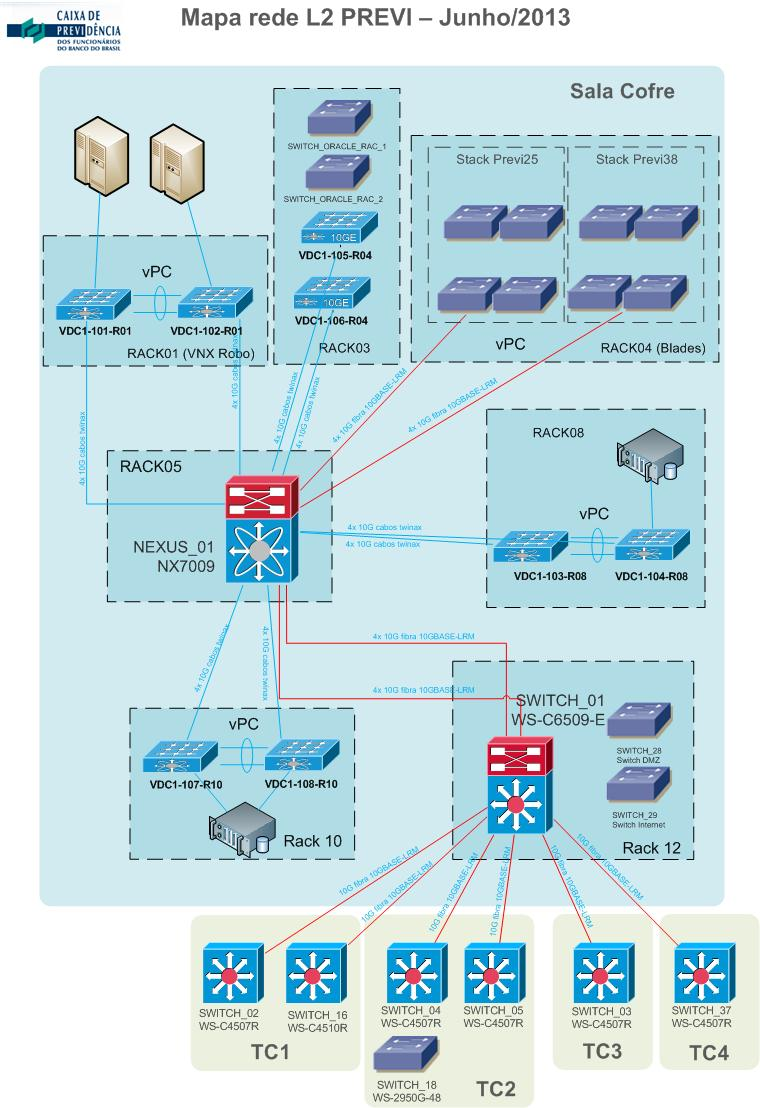 CAIXA DE
PREVIDÊNCIA
DOS FUNCIONÁRIOS
DO BANCO DO BRASIL
Mapa rede L2 PREVI – Junho/2013
Sala Cofre
SWITCH_ORACLE_RAC_1
SWITCH_ORACLE_RAC_2
10GE
VDC1-105-R04
10GE
VDC1-106-R04
RACK03
Stack Previ25
Stack Previ38
vPC
RACK04 (Blades)
vPC
VDC1-101-R01
VDC1-102-R01
RACK01 (VNX Robo)
4x 10G cabos twinax
4x 10G cabos twinax
4x 10G cabos twinax
4x 10G cabos twinax
4x 10G fibra 10GBASE-LRM
4x 10G fibra 10GBASE-LRM
RACK05
NEXUS_01
NX7009
RACK08
vPC
4x 10G cabos twinax
4x 10G cabos twinax
VDC1-103-R08
VDC1-104-R08
4x 10G cabos twinax
4x 10G cabos twinax
4x 10G fibra 10GBASE-LRM
4x 10G fibra 10GBASE-LRM
vPC
VDC1-107-R10
VDC1-108-R10
Rack 10
SWITCH_01
WS-C6509-E
SWITCH_28
Switch DMZ
SWITCH_29
Switch Internet
Rack 12
10G fibra 10GBASE-LRM
10G fibra 10GBASE-LRM
10G fibra 10GBASE-LRM
10G fibra 10GBASE-LRM
10G fibra 10GBASE-LRM
10G fibra 10GBASE-LRM
SWITCH_02
WS-C4507R
SWITCH_16
WS-C4510R
TC1
SWITCH_04
WS-C4507R
SWITCH_05
WS-C4507R
SWITCH_18
WS-2950G-48
TC2
SWITCH_03
WS-C4507R
TC3
SWITCH_37
WS-C4507R
TC4